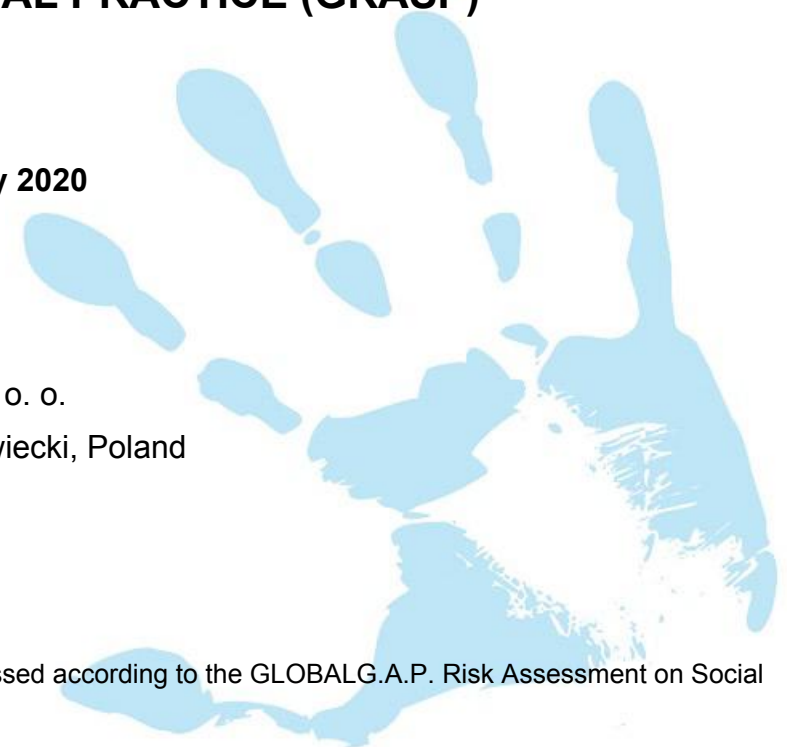 AL PRACTICE (GRASP)
y 2020
o. o.
wiecki, Poland
ssed according to the GLOBALG.A.P. Risk Assessment on Social